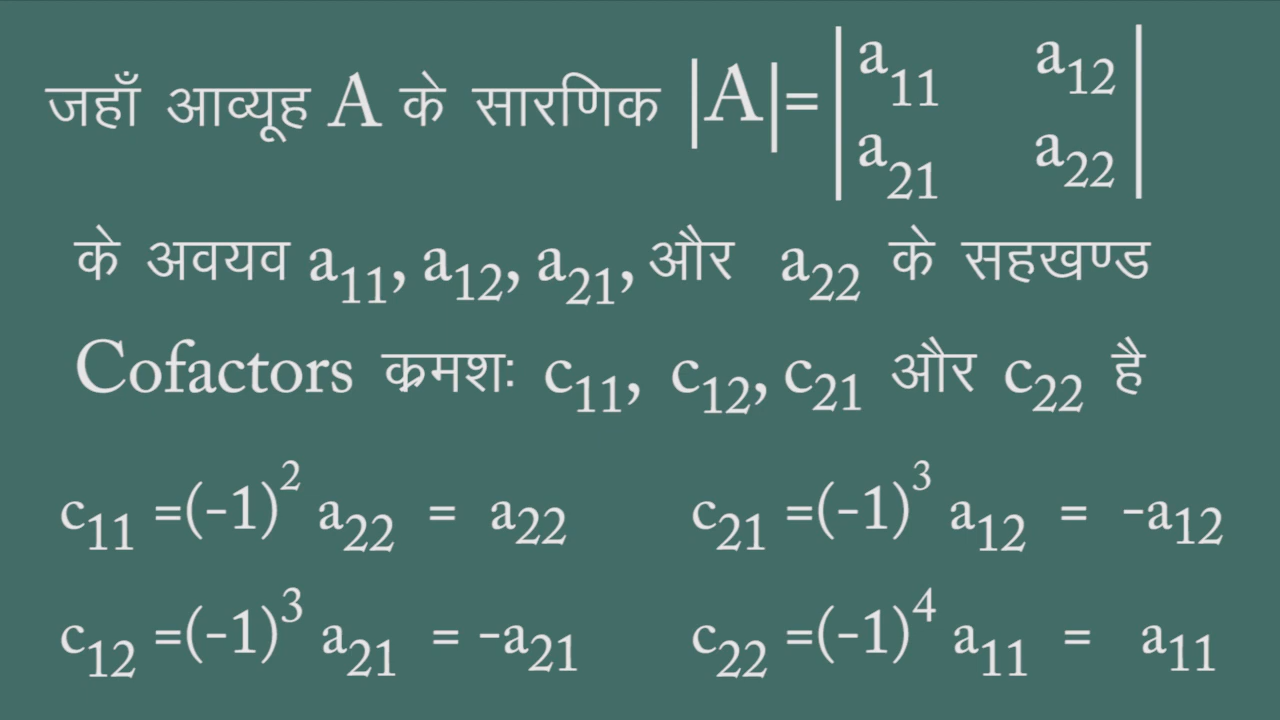 जहाँ आव्यूह A के सारणिक |A|= | a₁₁ a₁₂ |
| a₂₁ a₂₂ |
के अवयव a₁₁, a₁₂, a₂₁, और a₂₂ के सहखण्ड
Cofactors क्रमशः c₁₁, c₁₂, c₂₁ और c₂₂ है
c₁₁ =(-1)² a₂₂ = a₂₂ c₂₁ =(-1)³ a₁₂ = -a₁₂
c₁₂ =(-1)³ a₂₁ = -a₂₁ c₂₂ =(-1)⁴ a₁₁ = a₁₁